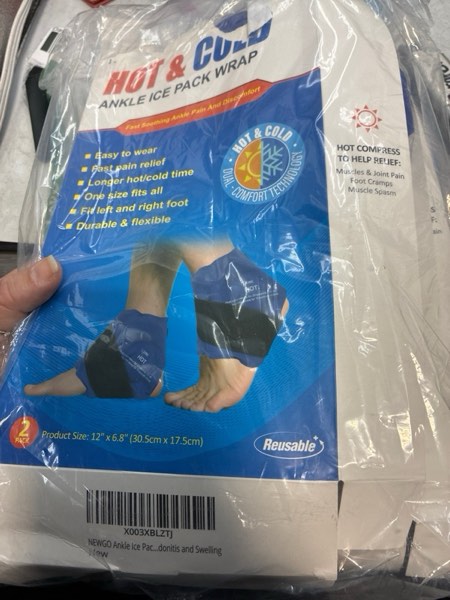 HOT & COLD
ANKLE ICE PACK WRAP
Fast Soothing Ankle Pain And Discomfort
Easy to wear
Fast pain relief
Longer hot/cold time
One size fits all
Fit left and right foot
Durable & flexible
HOT & COLD
DUAL-COMFORT TECHNOLOGY
HOT COMPRESS
TO HELP RELIEF:
Muscles & Joint Pain
Foot Cramps
Muscle Spasm
HOT
HOT
2
PACK
Product Size: 12" x 6.8" (30.5cm x 17.5cm)
Reusable
X003XBLZTJ
NEWGO Ankle Ice Pac...donitis and Swelling